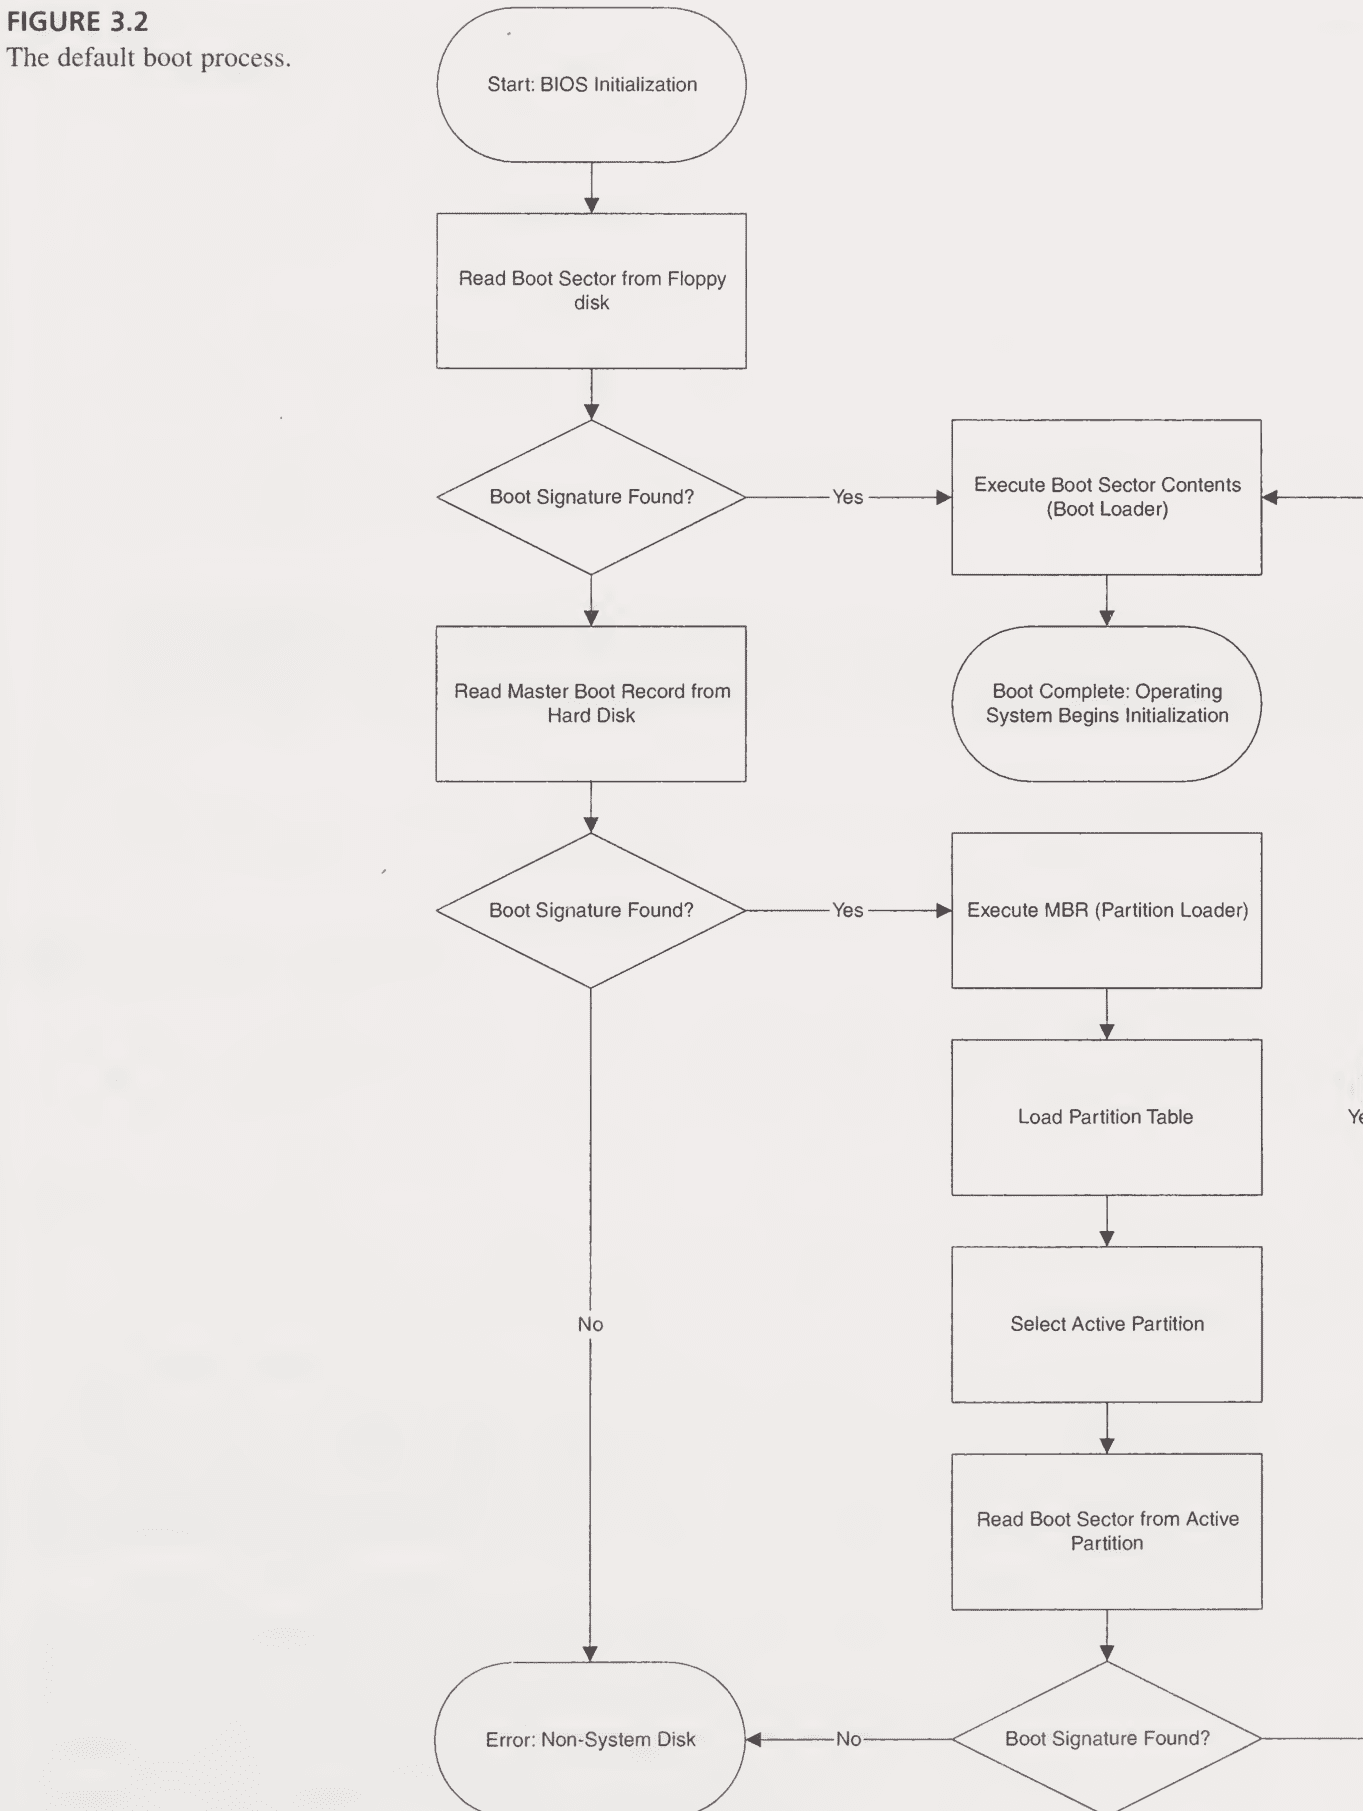 FIGURE 3.2
The default boot process.
Start: BIOS Initialization
Read Boot Sector from Floppy
disk
Boot Signature Found?
Yes
Execute Boot Sector Contents
(Boot Loader)
Read Master Boot Record from
Hard Disk
Boot Complete: Operating
System Begins Initialization
Boot Signature Found?
Yes
Execute MBR (Partition Loader)
Load Partition Table
Ye
No
Select Active Partition
Read Boot Sector from Active
Partition
Error: Non-System Disk
No
Boot Signature Found?